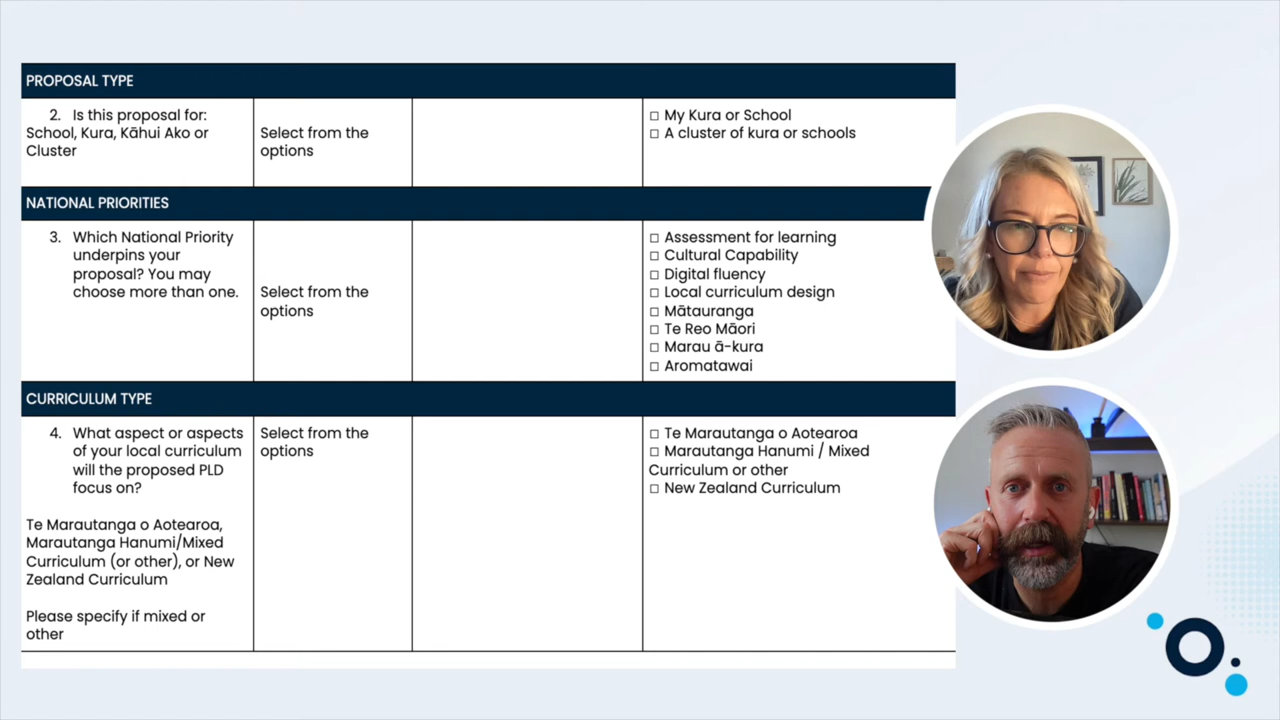 PROPOSAL TYPE
2. Is this proposal for:
School, Kura, Kāhui Ako or
Cluster
Select from the
options
□ My Kura or School
□ A cluster of kura or schools
NATIONAL PRIORITIES
3. Which National Priority
underpins your
proposal? You may
choose more than one.
Select from the
options
□ Assessment for learning
□ Cultural Capability
□ Digital fluency
□ Local curriculum design
□ Mātauranga
□ Te Reo Māori
□ Marau ā-kura
□ Aromatawai
CURRICULUM TYPE
4. What aspect or aspects
of your local curriculum
will the proposed PLD
focus on?
Te Marautanga o Aotearoa,
Marautanga Hanumi/Mixed
Curriculum (or other), or New
Zealand Curriculum
Please specify if mixed or
other
Select from the
options
□ Te Marautanga o Aotearoa
□ Marautanga Hanumi / Mixed
Curriculum or other
□ New Zealand Curriculum